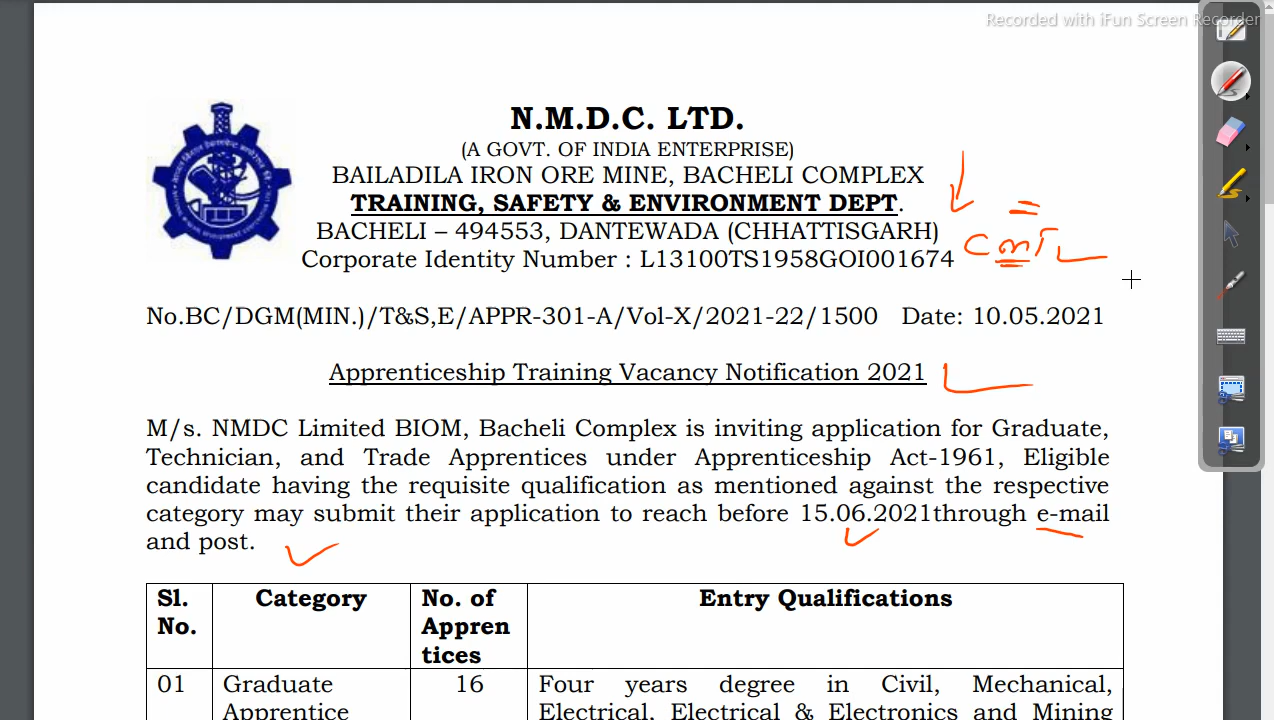 Recorded with iFun Screen Recorder
N.M.D.C. LTD.
(A GOVT. OF INDIA ENTERPRISE)
BAILADILA IRON ORE MINE, BACHELI COMPLEX
TRAINING, SAFETY & ENVIRONMENT DEPT.
BACHELI – 494553, DANTEWADA (CHHATTISGARH)
Corporate Identity Number : L13100TS1958GOI001674
No.BC/DGM(MIN.)/T&S,E/APPR-301-A/Vol-X/2021-22/1500 Date: 10.05.2021
Apprenticeship Training Vacancy Notification 2021
M/s. NMDC Limited BIOM, Bacheli Complex is inviting application for Graduate,
Technician, and Trade Apprentices under Apprenticeship Act-1961, Eligible
candidate having the requisite qualification as mentioned against the respective
category may submit their application to reach before 15.06.2021through e-mail
and post.
Sl. No. Category No. of Appren tices Entry Qualifications
01 Graduate Apprentice 16 Four years degree in Civil, Mechanical,
Electrical, Electrical & Electronics and Mining